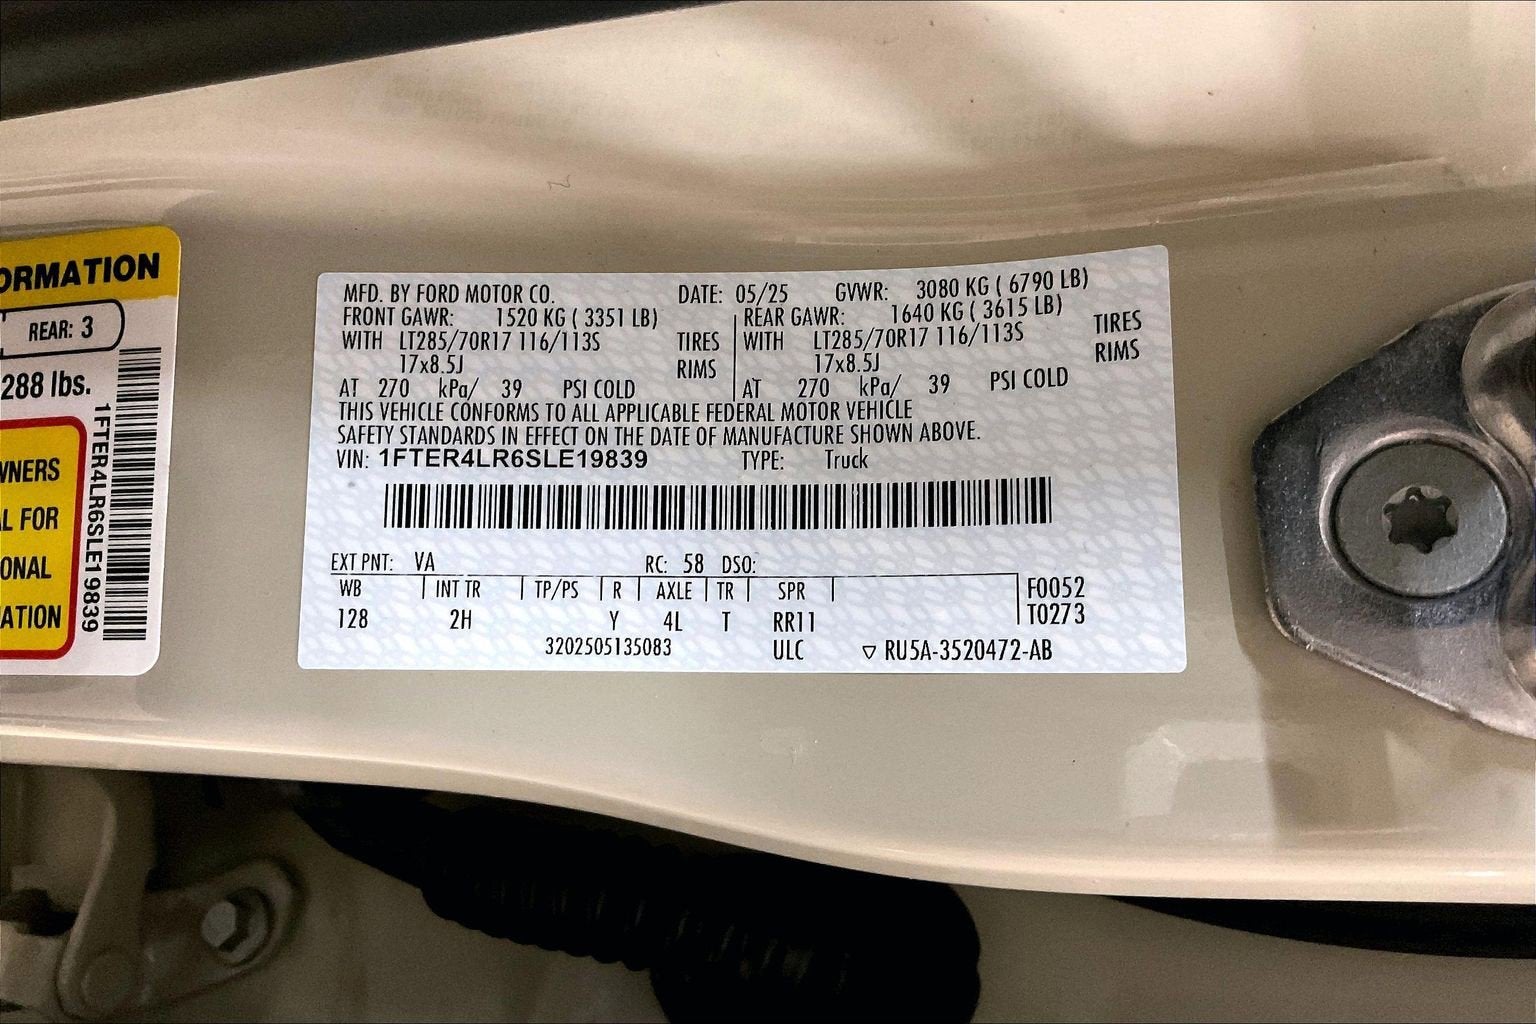 ORMATION
REAR: 3
288 lbs.
WNERS
L FOR
ONAL
ATION
1FTER4LR6SLE19839
MFD. BY FORD MOTOR CO. DATE: 05/25 GVWR: 3080 KG ( 6790 LB)
FRONT GAWR: 1520 KG ( 3351 LB) REAR GAWR: 1640 KG ( 3615 LB)
WITH LT285/70R17 116/113S TIRES WITH LT285/70R17 116/113S TIRES
17x8.5J RIMS 17x8.5J RIMS
AT 270 kPa/ 39 PSI COLD AT 270 kPa/ 39 PSI COLD
THIS VEHICLE CONFORMS TO ALL APPLICABLE FEDERAL MOTOR VEHICLE
SAFETY STANDARDS IN EFFECT ON THE DATE OF MANUFACTURE SHOWN ABOVE.
VIN: 1FTER4LR6SLE19839 TYPE: Truck
EXT PNT: VA RC: 58 DSO:
WB INT TR TP/PS R AXLE TR SPR F0052
128 2H Y 4L T RR11 T0273
3202505135083 ULC ▽ RU5A-3520472-AB